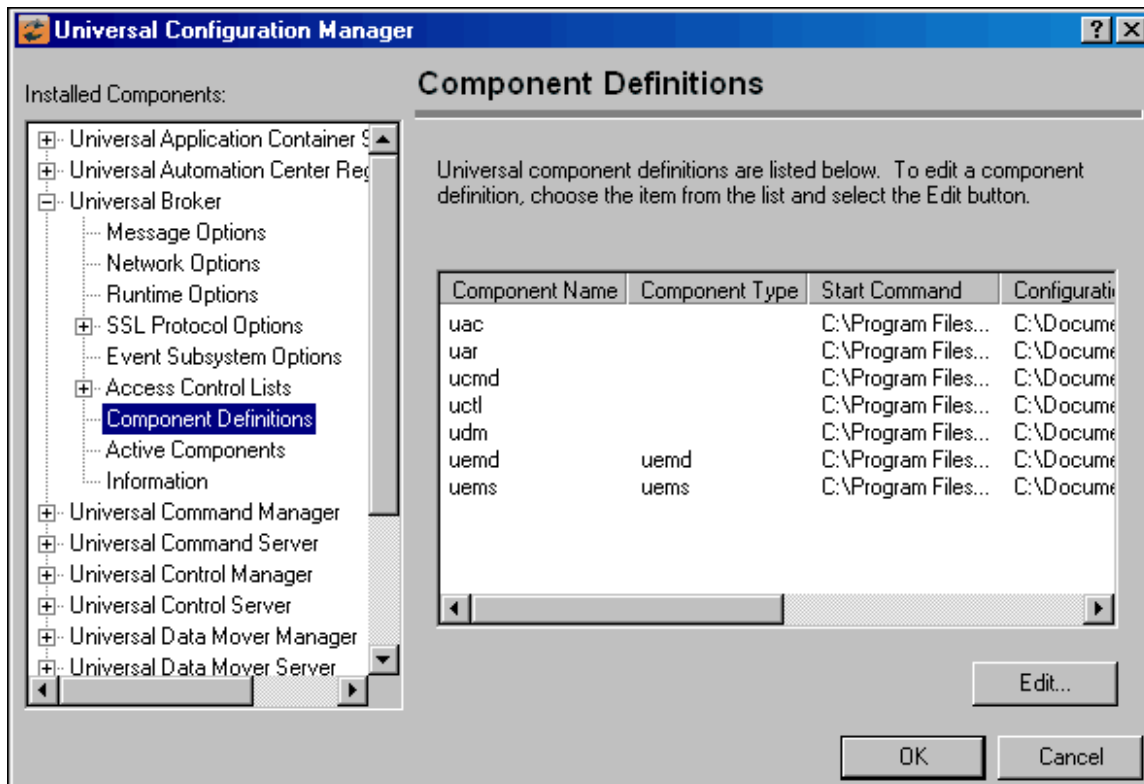 Universal Configuration Manager
Installed Components:
Universal Application Container
Universal Automation Center Reg
Universal Broker
Message Options
Network Options
Runtime Options
SSL Protocol Options
Event Subsystem Options
Access Control Lists
Component Definitions
Active Components
Information
Universal Command Manager
Universal Command Server
Universal Control Manager
Universal Control Server
Universal Data Mover Manager
Universal Data Mover Server
Component Definitions
Universal component definitions are listed below. To edit a component
definition, choose the item from the list and select the Edit button.
Component Name Component Type Start Command Configurati
uac C:\Program Files... C:\Docume
uar C:\Program Files... C:\Docume
ucmd C:\Program Files... C:\Docume
uctl C:\Program Files... C:\Docume
udm C:\Program Files... C:\Docume
uemd uemd C:\Program Files... C:\Docume
uems uems C:\Program Files... C:\Docume
Edit...
OK Cancel